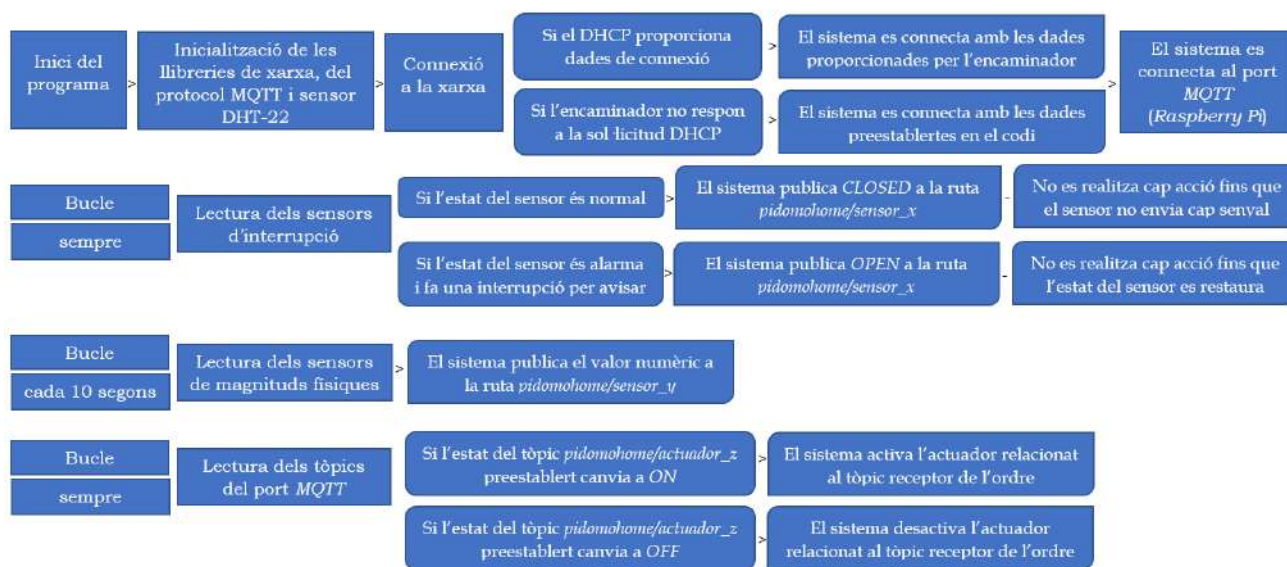 Inici del
programa
>
Inicialització de les
llibreries de xarxa, del
protocol MQTT i sensor
DHT-22
>
Connexió
a la xarxa
Si el DHCP proporciona
dades de connexió
>
El sistema es connecta amb les dades
proporcionades per l'encaminador
Si l'encaminador no respon
a la sol·licitud DHCP
>
El sistema es connecta amb les dades
preestablertes en el codi
>
El sistema es
connecta al port
MQTT
(Raspberry Pi)
Bucle
sempre
Lectura dels sensors
d'interrupció
Si l'estat del sensor és normal
>
El sistema publica CLOSED a la ruta
pidomohome/sensor_x
-
No es realitza cap acció fins que
el sensor no envia cap senyal
Si l'estat del sensor és alarma
i fa una interrupció per avisar
>
El sistema publica OPEN a la ruta
pidomohome/sensor_x
-
No es realitza cap acció fins que
l'estat del sensor es restaura
Bucle
cada 10 segons
Lectura dels sensors
de magnituds físiques
>
El sistema publica el valor numèric a
la ruta pidomohome/sensor_y
Bucle
sempre
Lectura dels tòpics
del port MQTT
Si l'estat del tòpic pidomohome/actuador_z
preestablert canvia a ON
>
El sistema activa l'actuador relacionat
al tòpic receptor de l'ordre
Si l'estat del tòpic pidomohome/actuador_z
preestablert canvia a OFF
>
El sistema desactiva l'actuador
relacionat al tòpic receptor de l'ordre